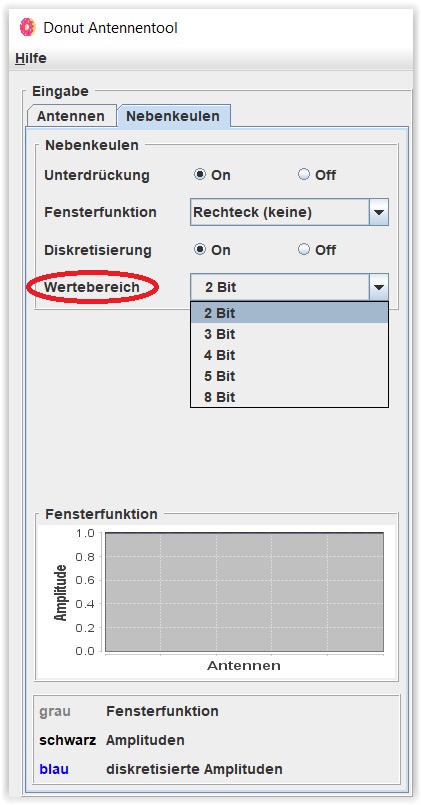 Donut Antennentool
Hilfe
Eingabe
Antennen Nebenkeulen
Nebenkeulen
Unterdrückung On Off
Fensterfunktion Rechteck (keine)
Diskretisierung On Off
Wertebereich 2 Bit
2 Bit
3 Bit
4 Bit
5 Bit
8 Bit
Fensterfunktion
1.0
0.8
0.6
0.4
0.2
0.0
Amplitude
Antennen
grau Fensterfunktion
schwarz Amplituden
blau diskretisierte Amplituden